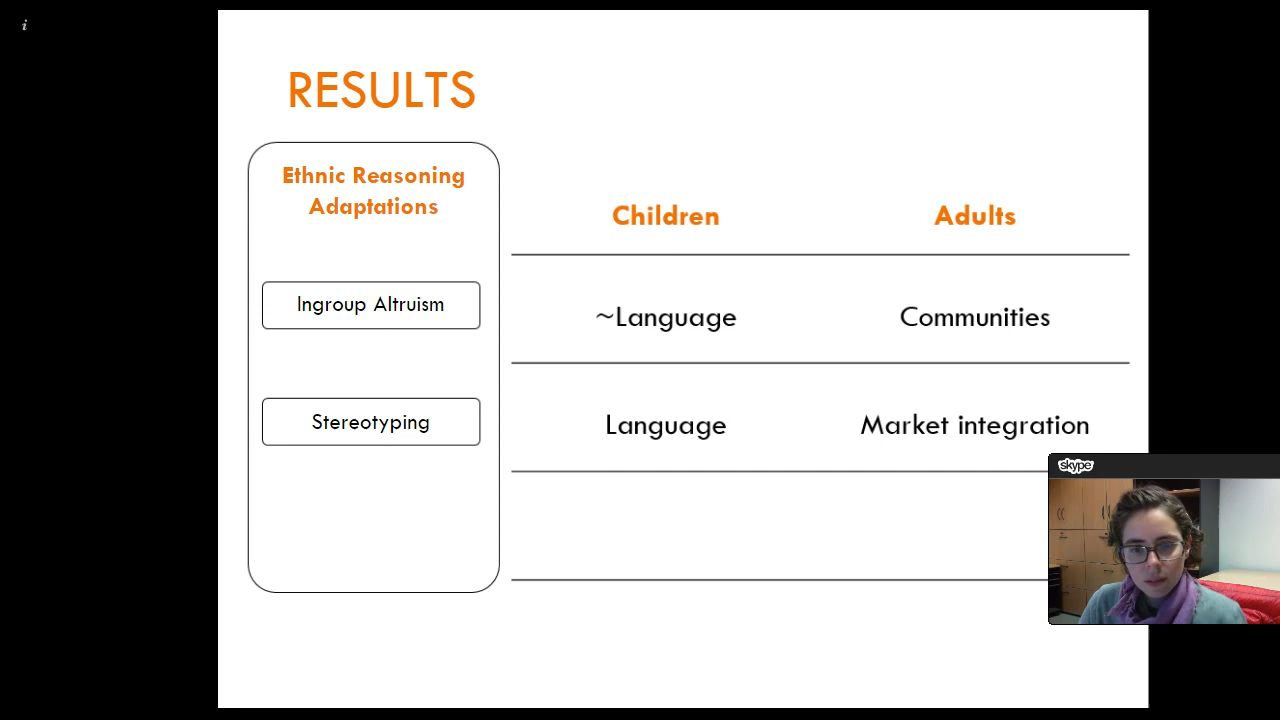 i
RESULTS
Ethnic Reasoning
Adaptations
Children
Adults
Ingroup Altruism
~Language
Communities
Stereotyping
Language
Market integration
skype